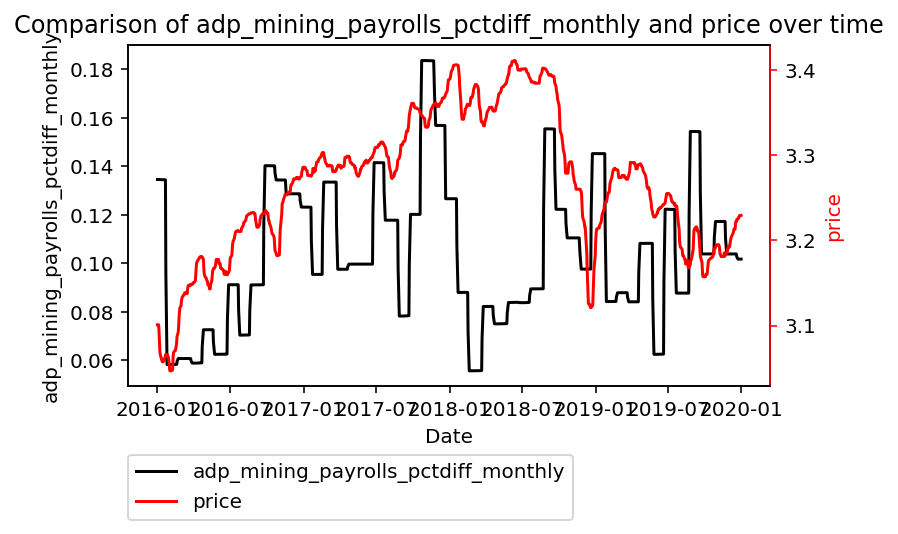 Comparison of adp_mining_payrolls_pctdiff_monthly and price over time
adp_mining_payrolls_pctdiff_monthly
0.18
0.16
0.14
0.12
0.10
0.08
0.06
3.4
3.3
3.2
3.1
price
2016-01 2016-07 2017-01 2017-07 2018-01 2018-07 2019-01 2019-07 2020-01
Date
adp_mining_payrolls_pctdiff_monthly
price